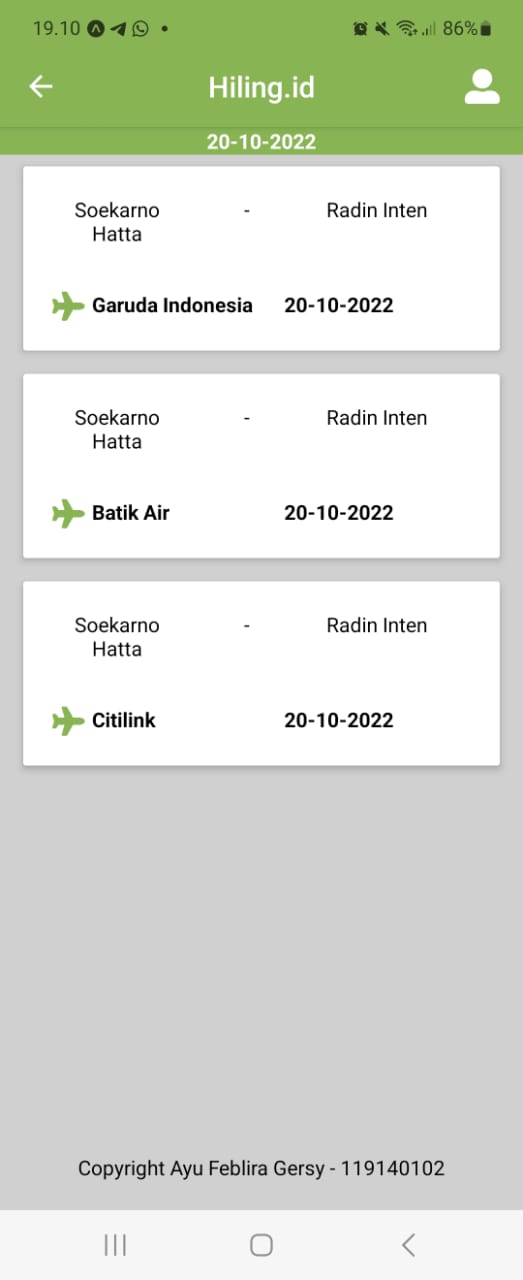 19.10 86%
Hiling.id
20-10-2022
Soekarno - Radin Inten
Hatta
Garuda Indonesia 20-10-2022
Soekarno - Radin Inten
Hatta
Batik Air 20-10-2022
Soekarno - Radin Inten
Hatta
Citilink 20-10-2022
Copyright Ayu Feblira Gersy - 119140102